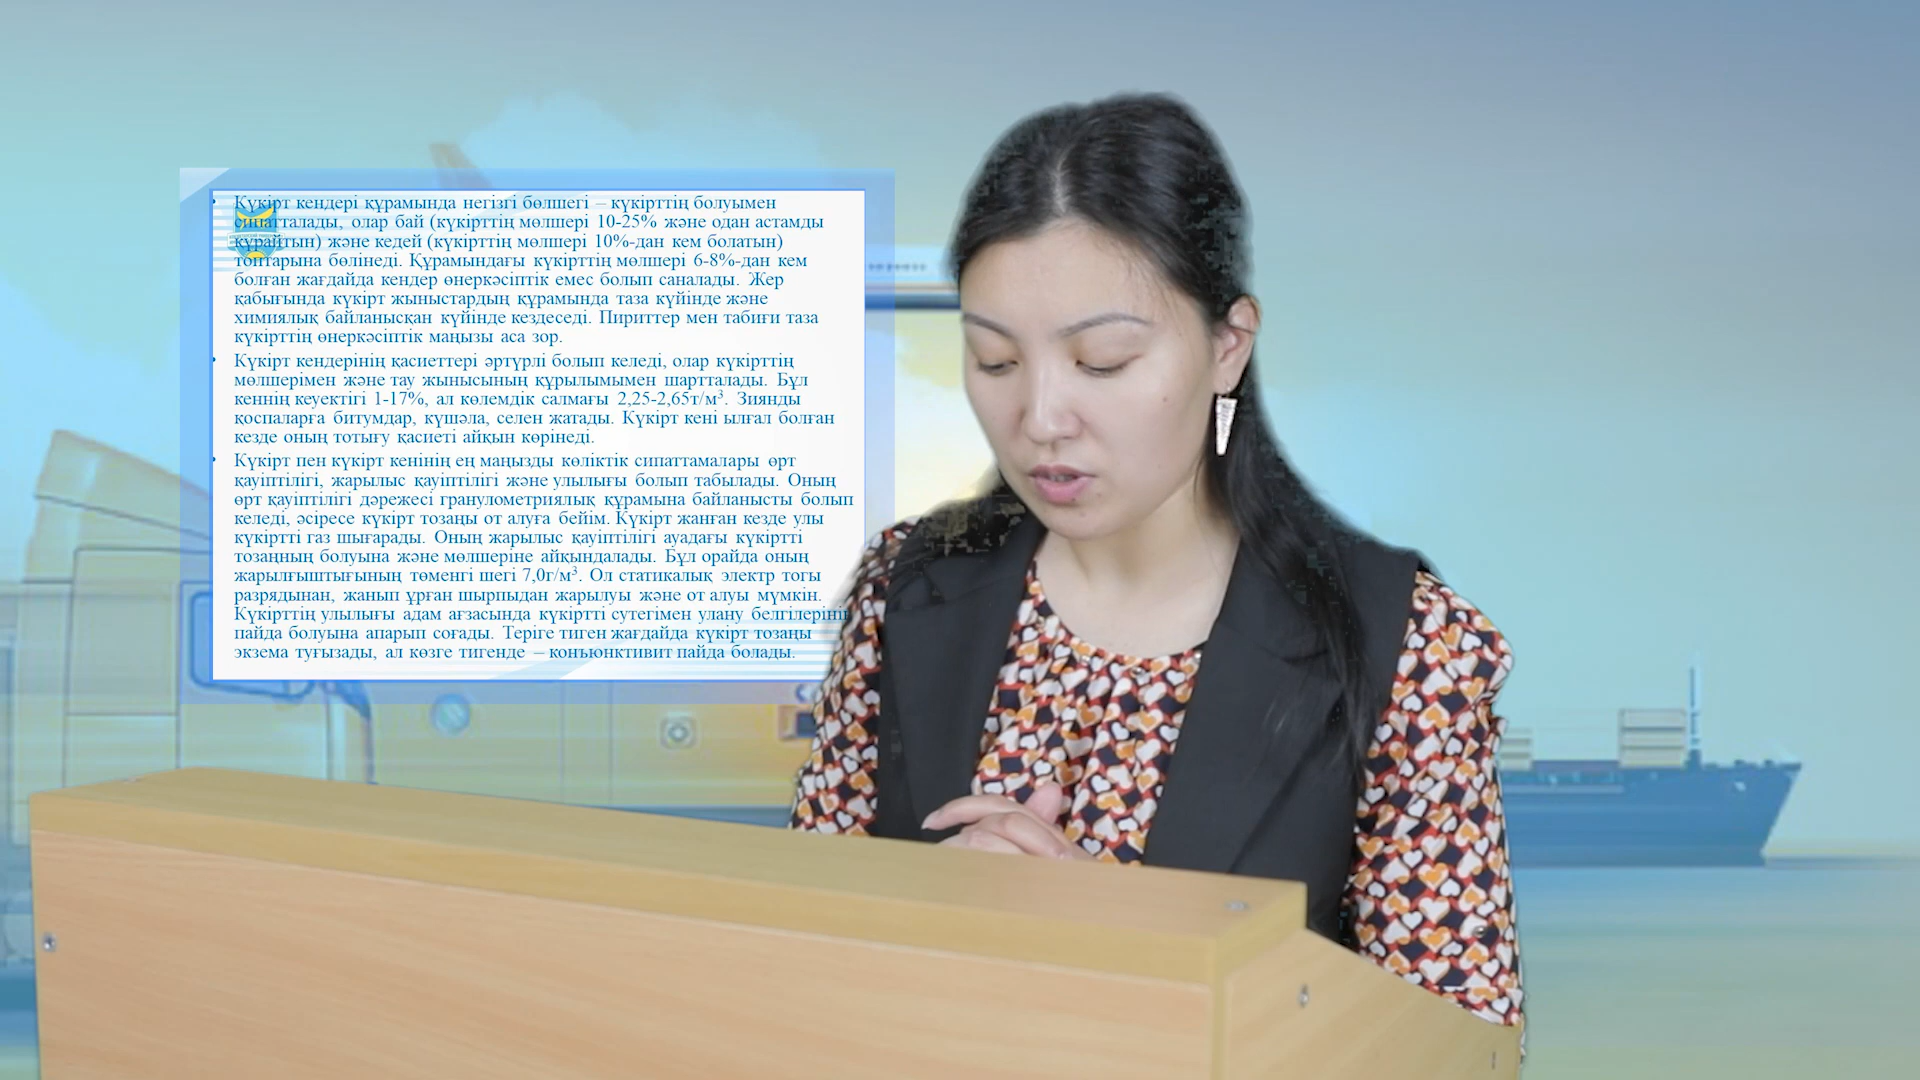 • Күкірт кендері құрамында негізгі бөлшегі – күкірттің болуымен
сипатталады, олар бай (күкірттің мөлшері 10-25% және одан астамды
құрайтын) және кедей (күкірттің мөлшері 10%-дан кем болатын)
топтарына бөлінеді. Құрамындағы күкірттің мөлшері 6-8%-дан кем
болған жағдайда кендер өнеркәсіптік емес болып саналады. Жер
қабығында күкірт жыныстардың құрамында таза күйінде және
химиялық байланысқан күйінде кездеседі. Пириттер мен табиғи таза
күкірттің өнеркәсіптік маңызы аса зор.
• Күкірт кендерінің қасиеттері әртүрлі болып келеді, олар күкірттің
мөлшерімен және тау жынысының құрылымымен шартталады. Бұл
кеннің кеуектігі 1-17%, ал көлемдік салмағы 2,25-2,65т/м³. Зиянды
қоспаларға битумдар, күшәла, селен жатады. Күкірт кені ылғал болған
кезде оның тотығу қасиеті айқын көрінеді.
• Күкірт пен күкірт кенінің ең маңызды көліктік сипаттамалары өрт
қауіптілігі, жарылыс қауіптілігі және улылығы болып табылады. Оның
өрт қауіптілігі дәрежесі гранулометриялық құрамына байланысты болып
келеді, әсіресе күкірт тозаңы от алуға бейім. Күкірт жанған кезде улы
күкіртті газ шығарады. Оның жарылыс қауіптілігі ауадағы күкіртті
тозаңның болуына және мөлшеріне айқындалады. Бұл орайда оның
жарылғыштығының төменгі шегі 7,0г/м³. Ол статикалық электр тогы
разрядынан, жанып ұрған шырпыдан жарылуы және от алуы мүмкін.
Күкірттің улылығы адам ағзасында күкіртті сутегімен улану белгілерінің
пайда болуына апарып соғады. Теріге тиген жағдайда күкірт тозаңы
экзема туғызады, ал көзге тигенде – конъюнктивит пайда болады.